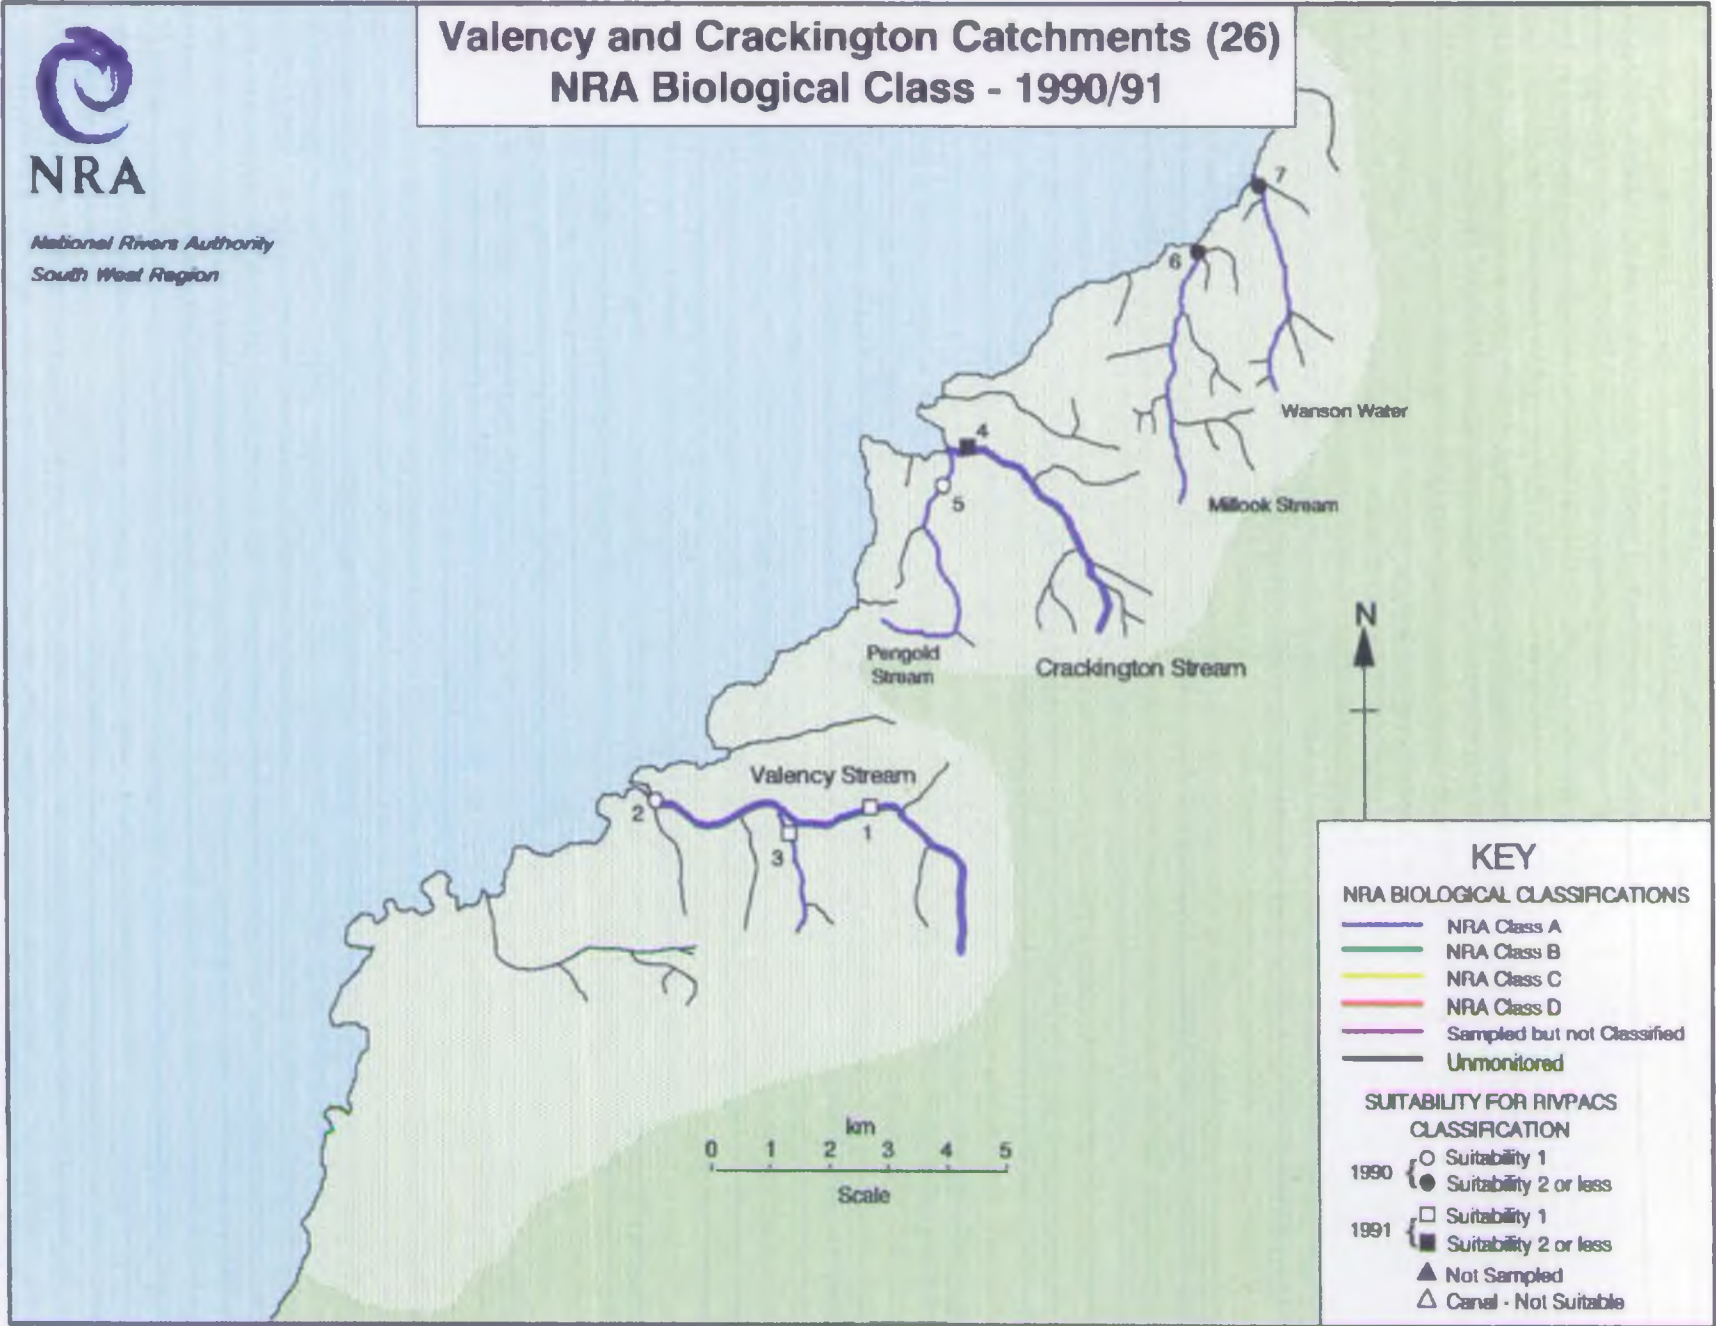 Valency and Crackington Catchments (26)
NRA Biological Class - 1990/91
NRA
National Rivers Authority
South West Region
7
6
Wanson Water
4
5
Millook Stream
N
Pengold
Stream
Crackington Stream
Valency Stream
2
1
3
km
0 1 2 3 4 5
Scale
KEY
NRA BIOLOGICAL CLASSIFICATIONS
NRA Class A
NRA Class B
NRA Class C
NRA Class D
Sampled but not Classified
Unmonitored
SUITABILITY FOR RIVPACS
CLASSIFICATION
1990 { Suitability 1
Suitability 2 or less
1991 { Suitability 1
Suitability 2 or less
Not Sampled
Canal - Not Suitable